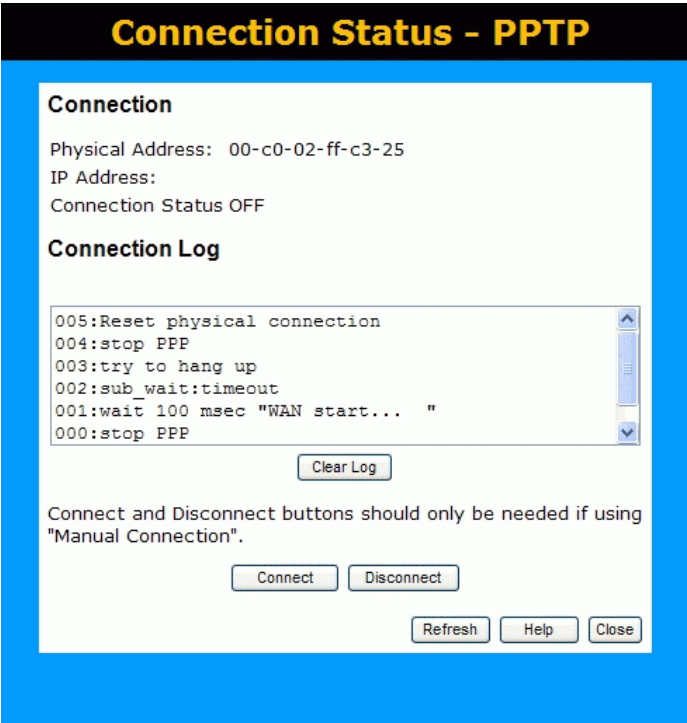 Connection Status - PPTP
Connection
Physical Address: 00-c0-02-ff-c3-25
IP Address:
Connection Status OFF
Connection Log
005:Reset physical connection
004:stop PPP
003:try to hang up
002:sub_wait:timeout
001:wait 100 msec "WAN start...  "
000:stop PPP
Clear Log
Connect and Disconnect buttons should only be needed if using
"Manual Connection".
Connect Disconnect
Refresh Help Close